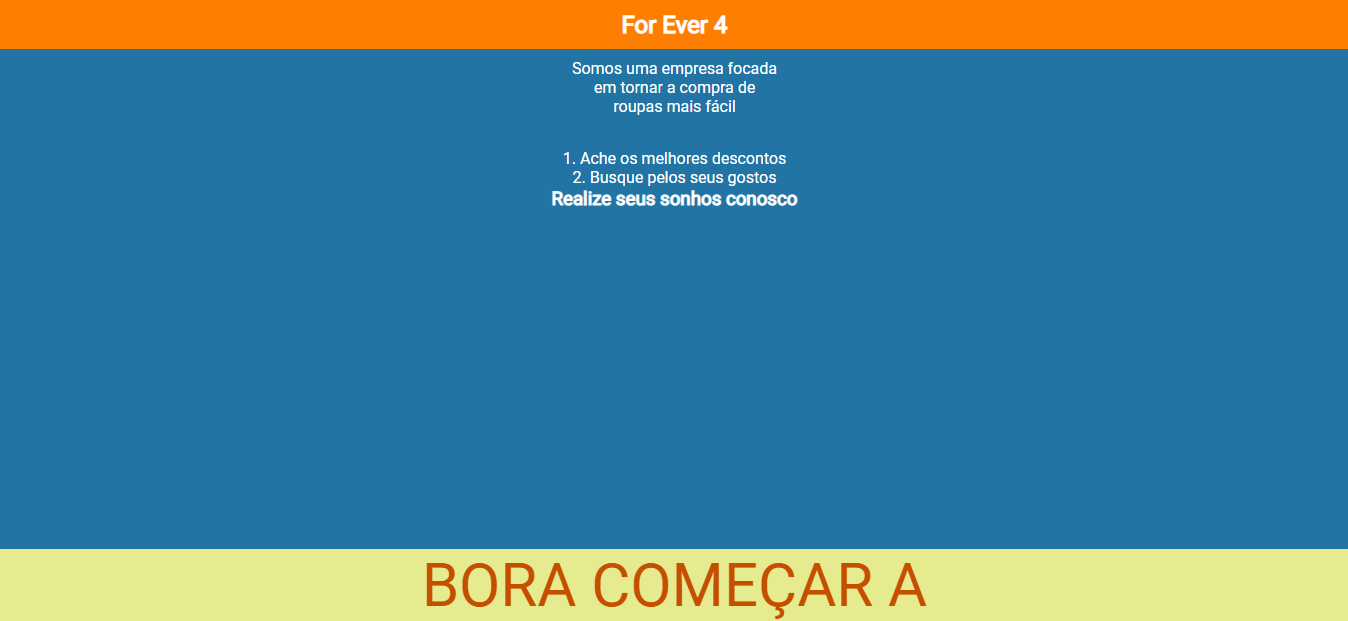 For Ever 4
Somos uma empresa focada
em tornar a compra de
roupas mais fácil
1. Ache os melhores descontos
2. Busque pelos seus gostos
Realize seus sonhos conosco
BORA COMEÇAR A